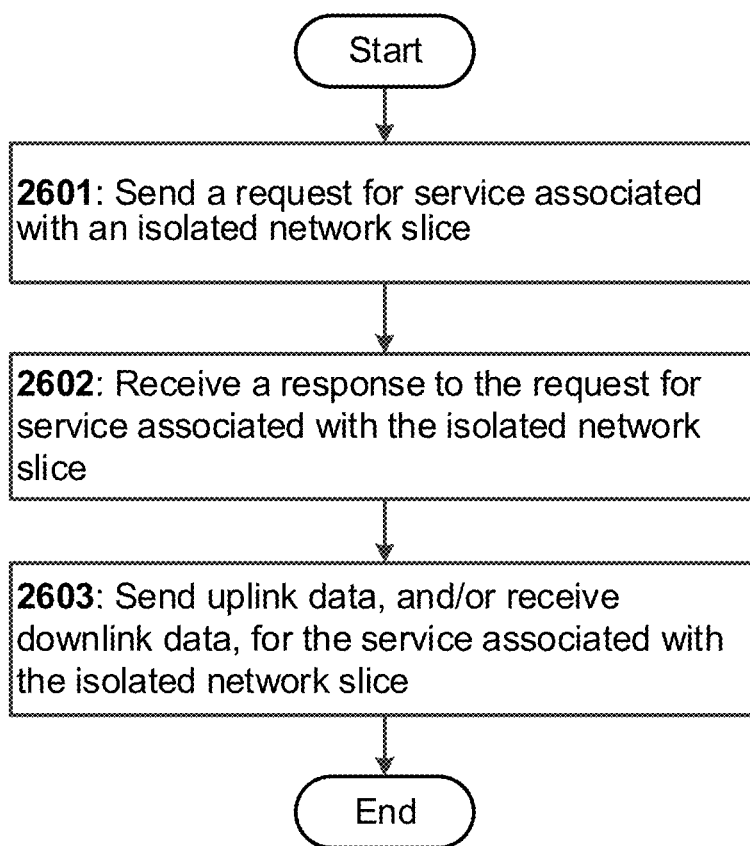 Start
2601: Send a request for service associated
with an isolated network slice
2602: Receive a response to the request for
service associated with the isolated network
slice
2603: Send uplink data, and/or receive
downlink data, for the service associated with
the isolated network slice
End